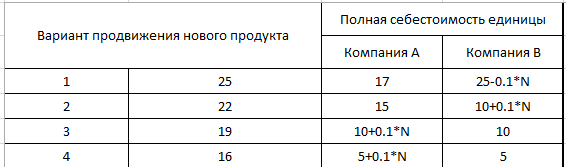 Вариант продвижения нового продукта Полная себестоимость единицы
Компания А Компания В
1 25 17 25-0.1*N
2 22 15 10+0.1*N
3 19 10+0.1*N 10
4 16 5+0.1*N 5